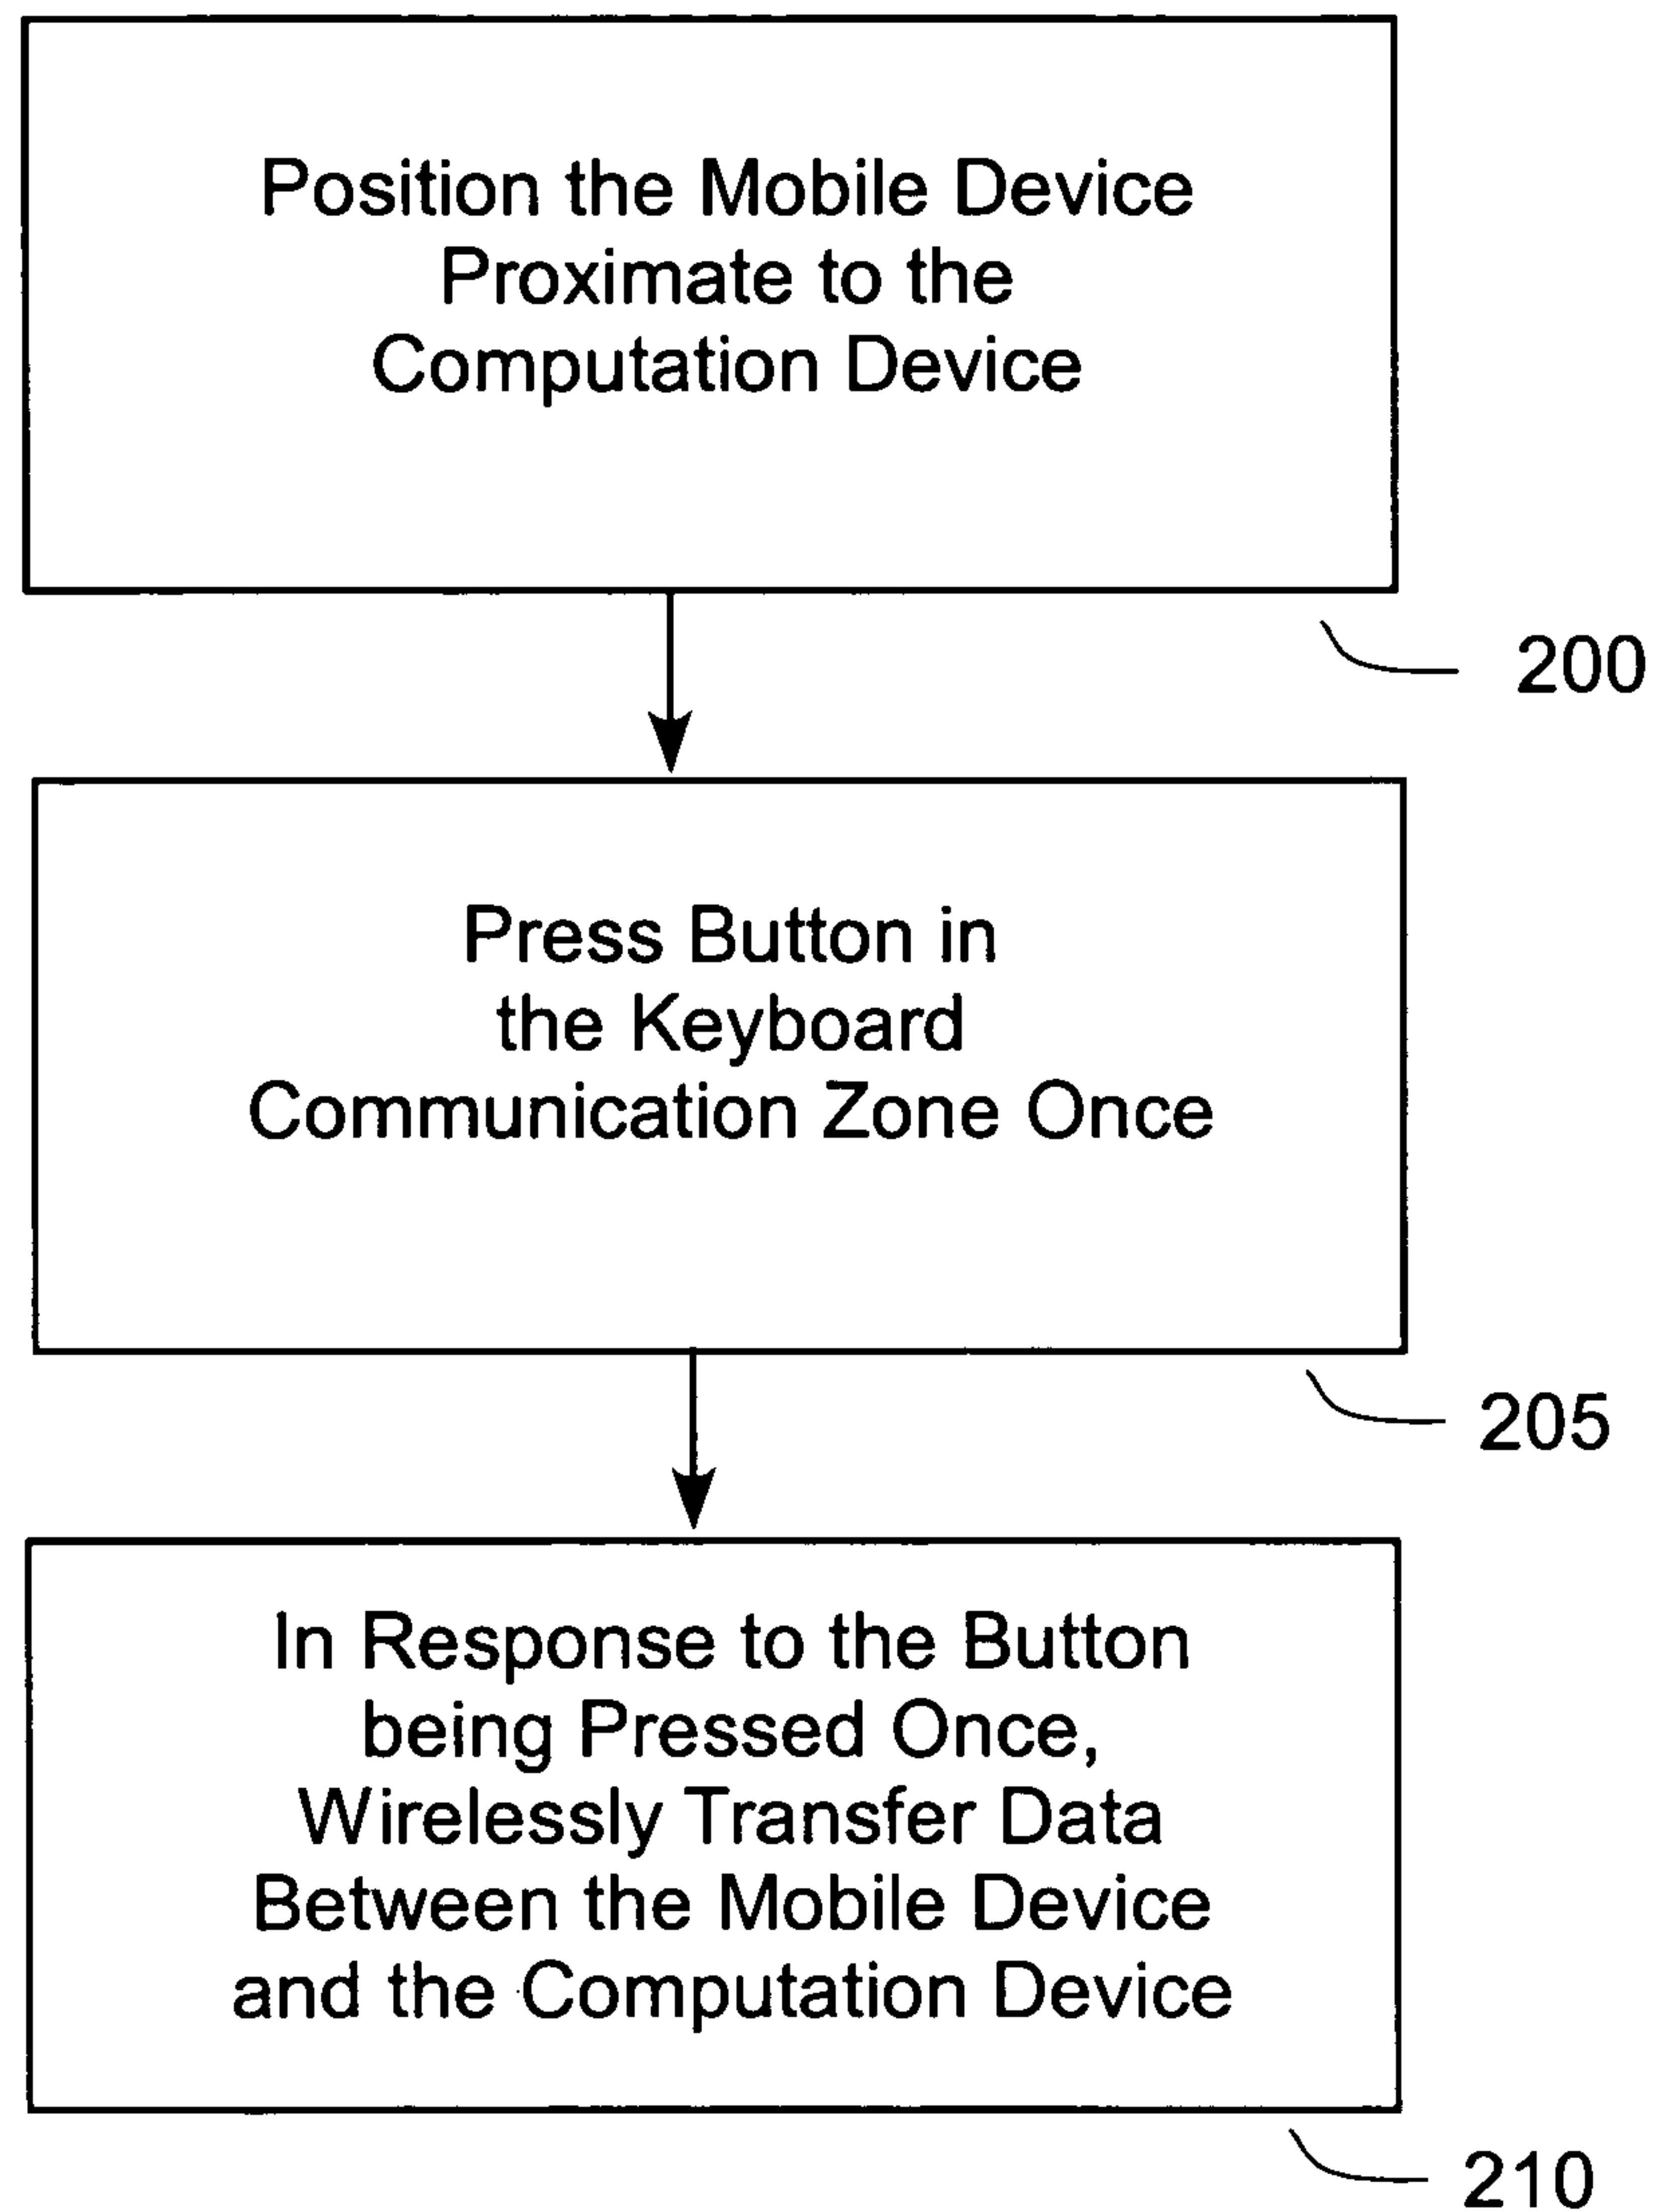 Position the Mobile Device
Proximate to the
Computation Device
200
Press Button in
the Keyboard
Communication Zone Once
205
In Response to the Button
being Pressed Once,
Wirelessly Transfer Data
Between the Mobile Device
and the Computation Device
210